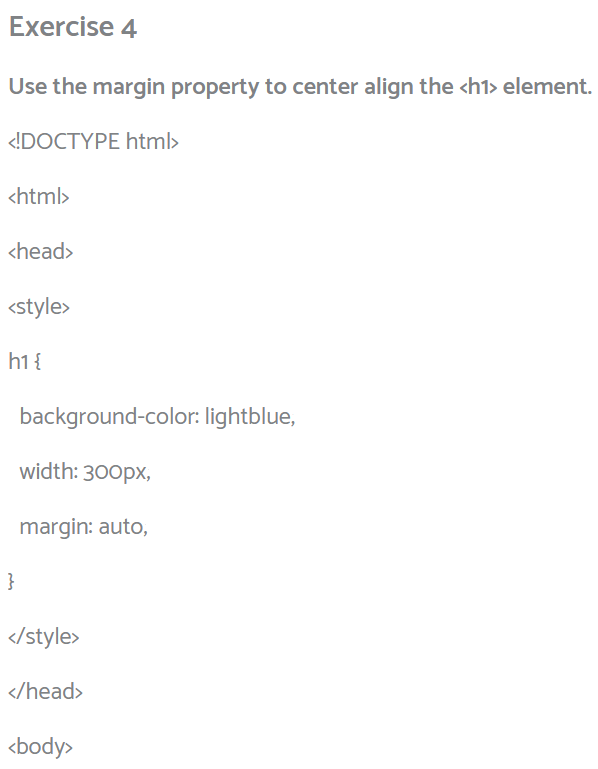 Exercise 4
Use the margin property to center align the <h1> element.
<!DOCTYPE html>
<html>
<head>
<style>
h1 {
background-color: lightblue,
width: 300px,
margin: auto,
}
</style>
</head>
<body>